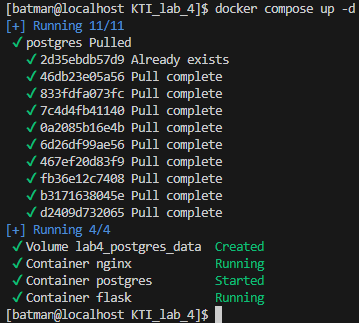 [batman@localhost KTI_lab_4]$ docker compose up -d
[+] Running 11/11
✔ postgres Pulled
✔ 2d35ebdb57d9 Already exists
✔ 46db23e05a56 Pull complete
✔ 833fdfa073fc Pull complete
✔ 7c4d4fb41140 Pull complete
✔ 0a2085b16e4b Pull complete
✔ 6d26df99ae56 Pull complete
✔ 467ef20d83f9 Pull complete
✔ fb36e12c7408 Pull complete
✔ b3171638045e Pull complete
✔ d2409d732065 Pull complete
[+] Running 4/4
✔ Volume lab4_postgres_data Created
✔ Container nginx Running
✔ Container postgres Started
✔ Container flask Running
[batman@localhost KTI_lab_4]$